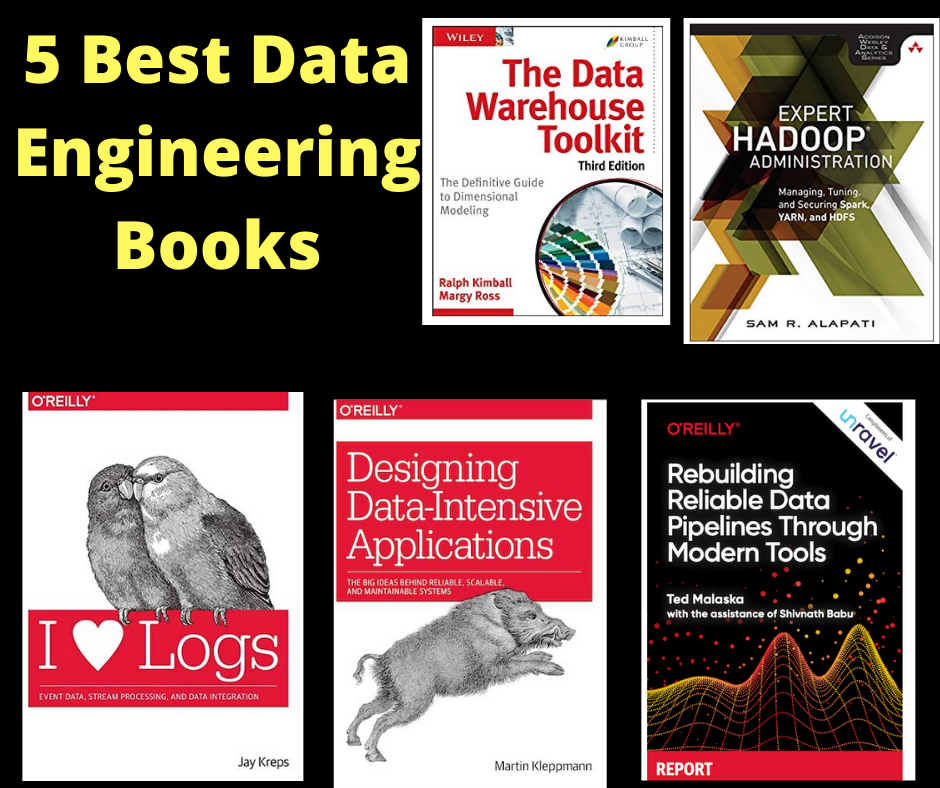 5 Best Data
Engineering
Books
WILEY
KIMBALL
GROUP
The Data
Warehouse
Toolkit
Third Edition
The Definitive Guide
to Dimensional
Modeling
Ralph Kimball
Margy Ross
ADDISON
WESLEY
DATA &
ANALYTICS
SERIES
EXPERT
HADOOP®
ADMINISTRATION
Managing, Tuning,
and Securing Spark,
YARN, and HDFS
SAM R. ALAPATI
O'REILLY®
I ♥ Logs
EVENT DATA, STREAM PROCESSING, AND DATA INTEGRATION
Jay Kreps
O'REILLY®
Designing
Data-Intensive
Applications
THE BIG IDEAS BEHIND RELIABLE, SCALABLE,
AND MAINTAINABLE SYSTEMS
Martin Kleppmann
O'REILLY®
Compliments of
unravel
Rebuilding
Reliable Data
Pipelines Through
Modern Tools
Ted Malaska
with the assistance of Shivnath Babu
REPORT